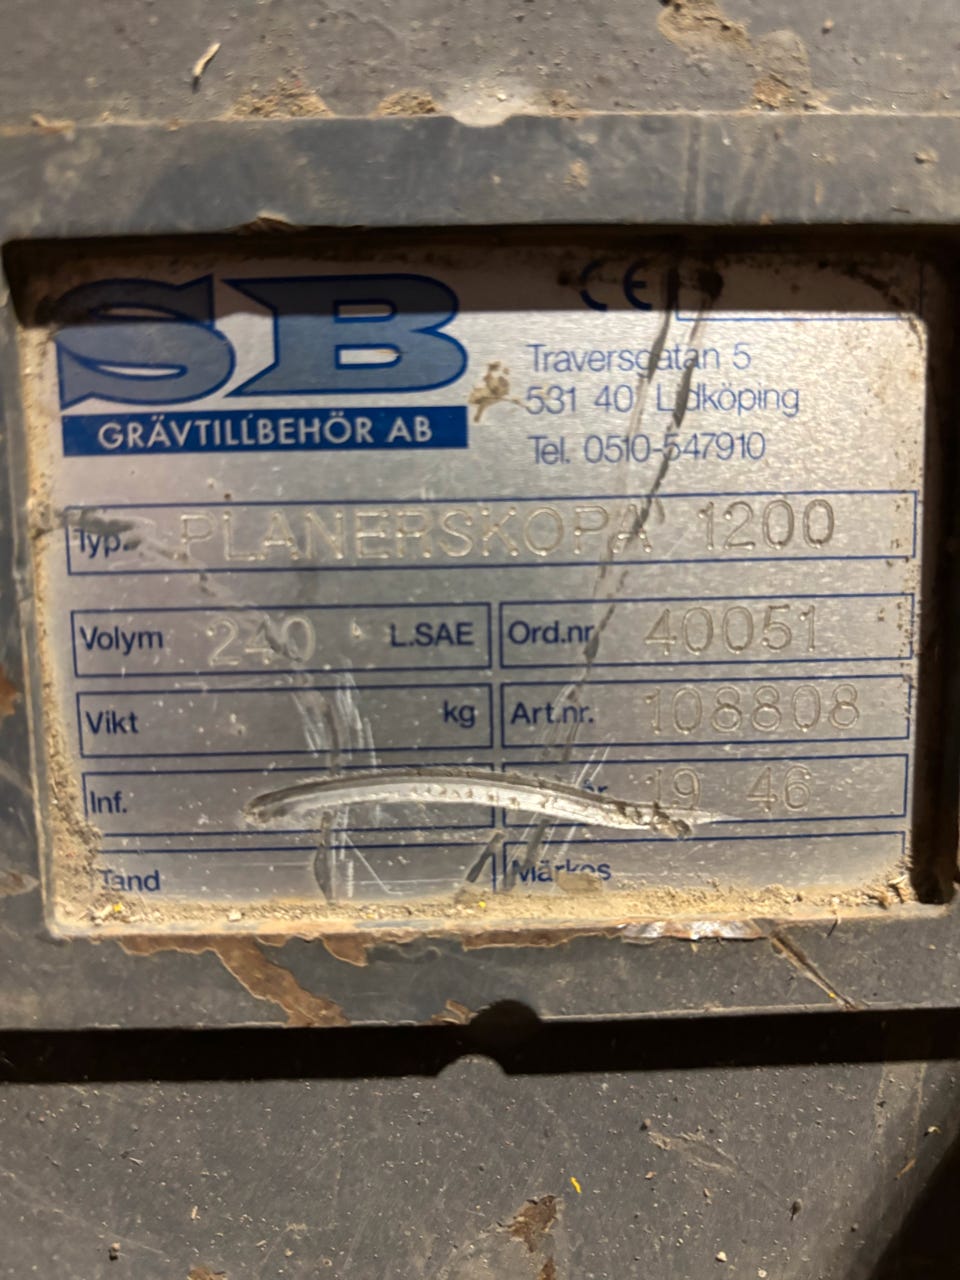 SB
GRÄVTILLBEHÖR AB
CE
Traversgatan 5
531 40 Lidköping
Tel. 0510-547910
Typ. PLANERSKOPA 1200
Volym 240 L.SAE
Ord.nr 40051
Vikt kg
Art.nr. 108808
Inf.
19 46
Tand